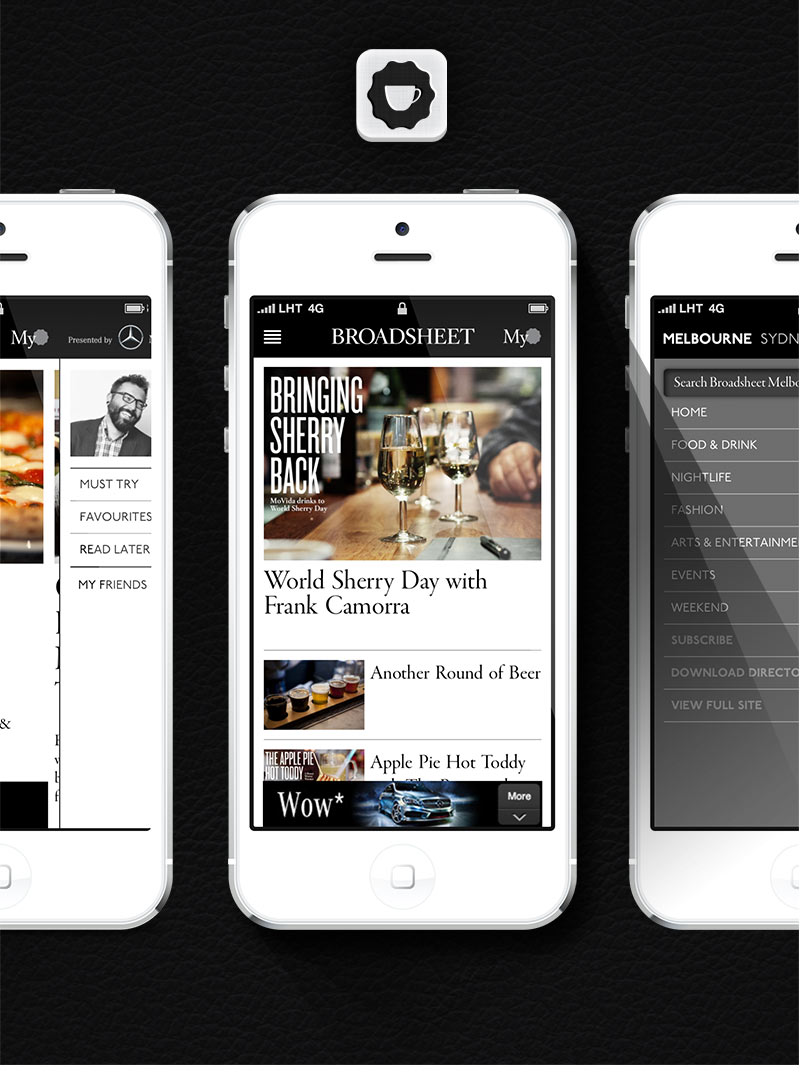 My
Presented by
MUST TRY
FAVOURITES
READ LATER
MY FRIENDS
&
LHT 4G
BROADSHEET
My
BRINGING
SHERRY
BACK
MoVida drinks to
World Sherry Day
World Sherry Day with
Frank Camorra
Another Round of Beer
THE APPLE PIE
HOT TODDY
Apple Pie Hot Toddy
Wow*
More
LHT 4G
MELBOURNE SYDN
Search Broadsheet Melbo
HOME
FOOD & DRINK
NIGHTLIFE
FASHION
ARTS & ENTERTAINME
EVENTS
WEEKEND
SUBSCRIBE
DOWNLOAD DIRECTO
VIEW FULL SITE